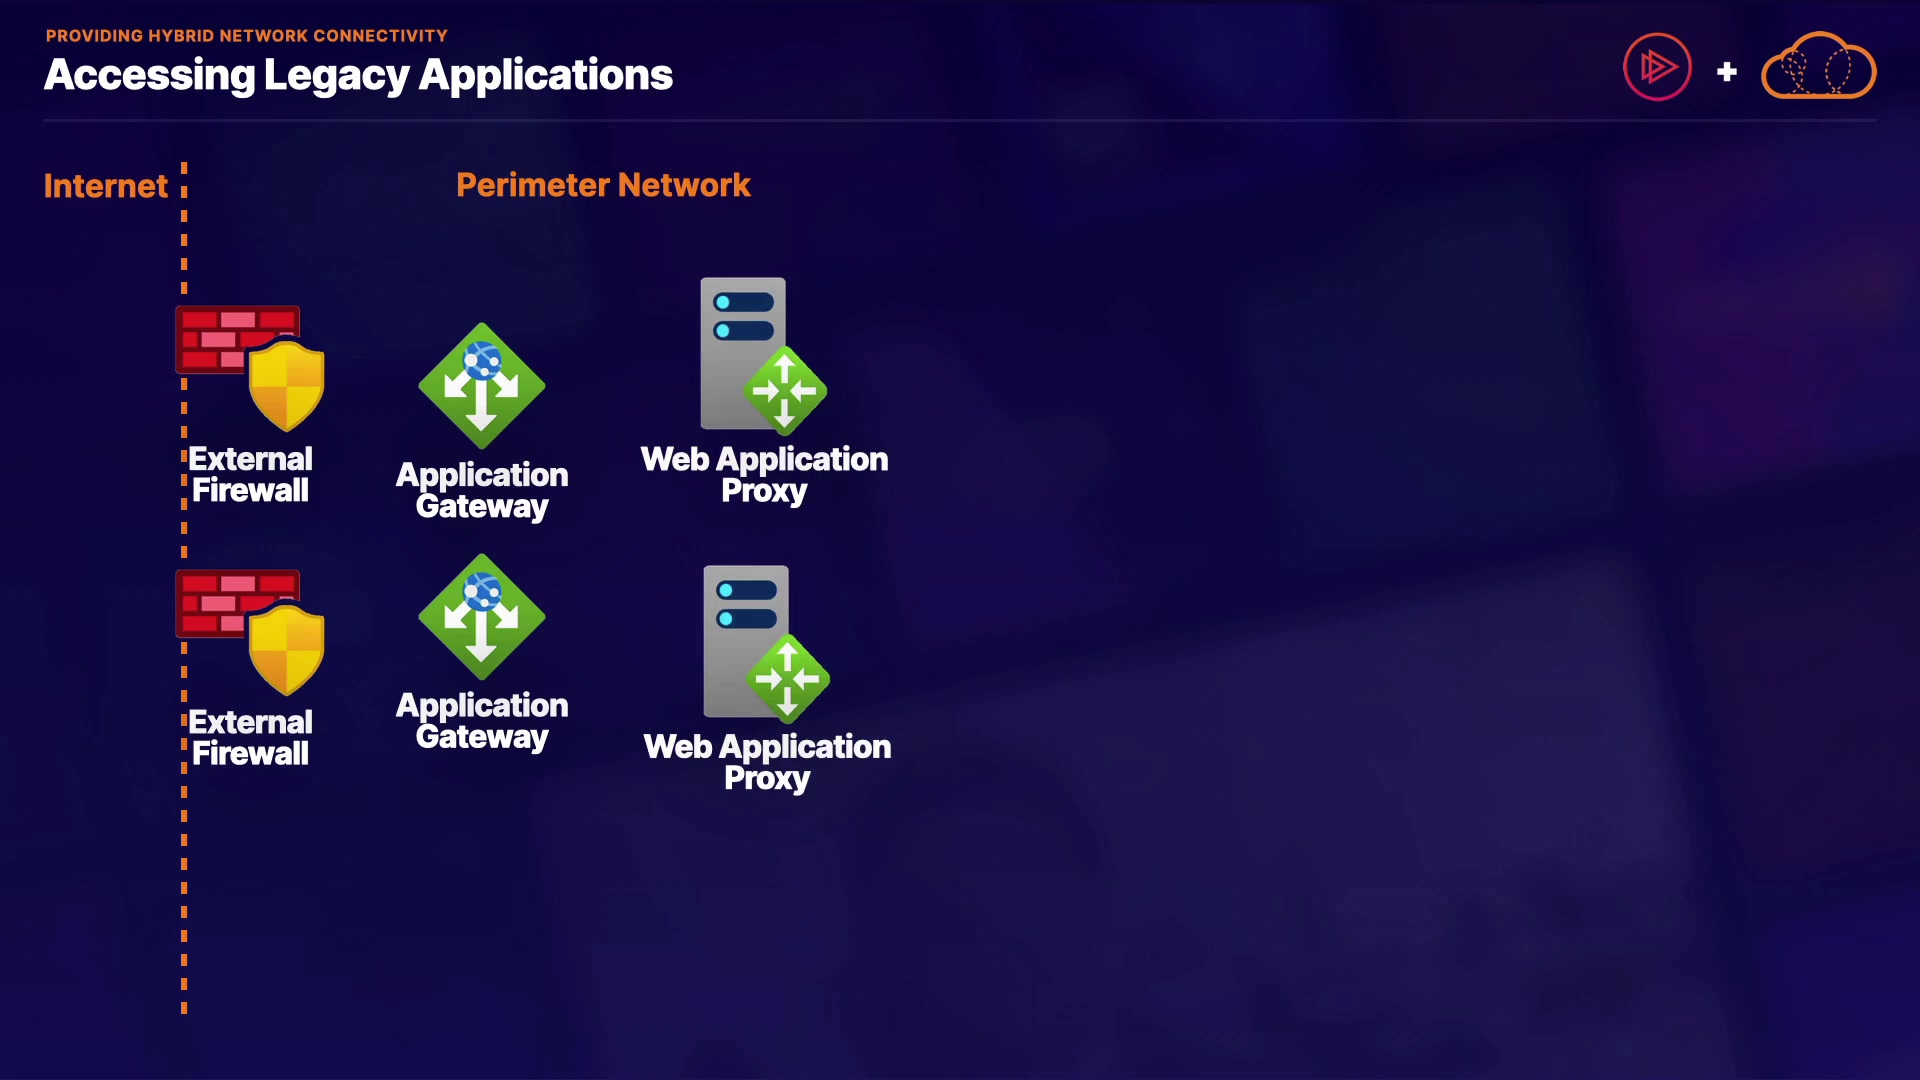 PROVIDING HYBRID NETWORK CONNECTIVITY
Accessing Legacy Applications
Internet
Perimeter Network
External
Firewall
Application
Gateway
Web Application
Proxy
External
Firewall
Application
Gateway
Web Application
Proxy